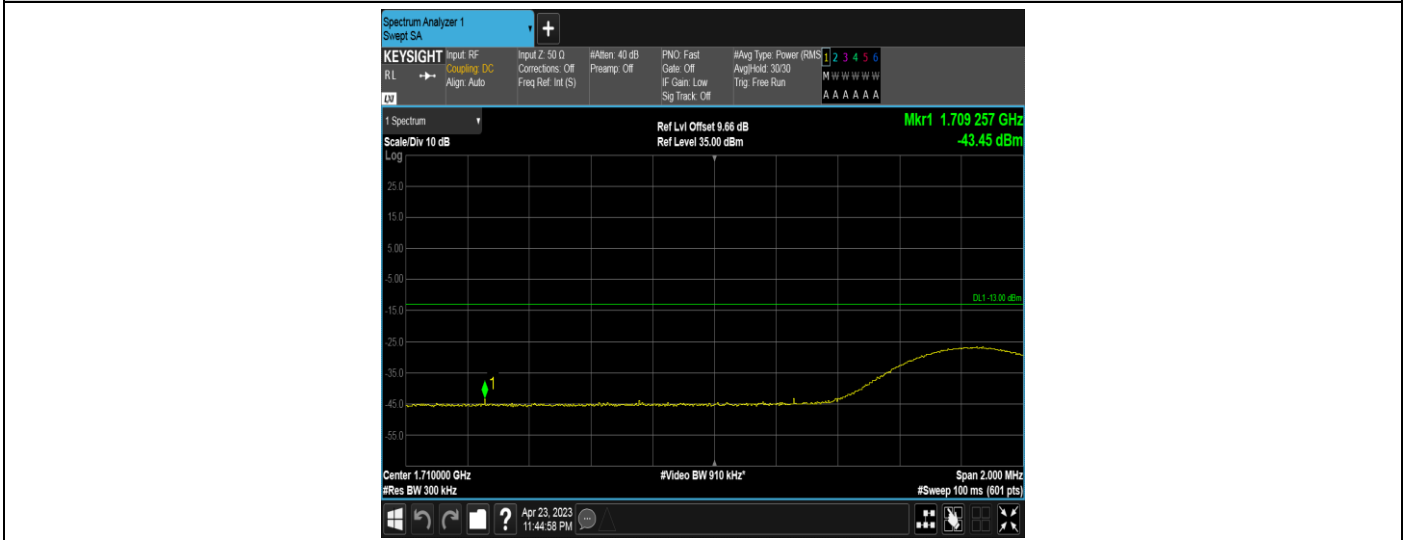 Spectrum Analyzer 1
Swept SA
+
KEYSIGHT
RL
LXI
Input: RF
Coupling: DC
Align: Auto
Input Z: 50 Ω
Corrections: Off
Freq Ref: Int (S)
#Atten: 40 dB
Preamp: Off
PNO: Fast
Gate: Off
IF Gain: Low
Sig Track: Off
#Avg Type: Power (RMS
Avg|Hold: 30/30
Trig: Free Run
1 2 3 4 5 6
M W W W W W
A A A A A A
1 Spectrum
Scale/Div 10 dB
Ref Lvl Offset 9.66 dB
Ref Level 35.00 dBm
Mkr1 1.709 257 GHz
-43.45 dBm
Log
25.0
15.0
5.00
-5.00
DL1 -13.00 dBm
-15.0
-25.0
-35.0
1
-45.0
-55.0
Center 1.710000 GHz
#Res BW 300 kHz
#Video BW 910 kHz*
Span 2.000 MHz
#Sweep 100 ms (601 pts)
?
Apr 23, 2023
11:44:58 PM